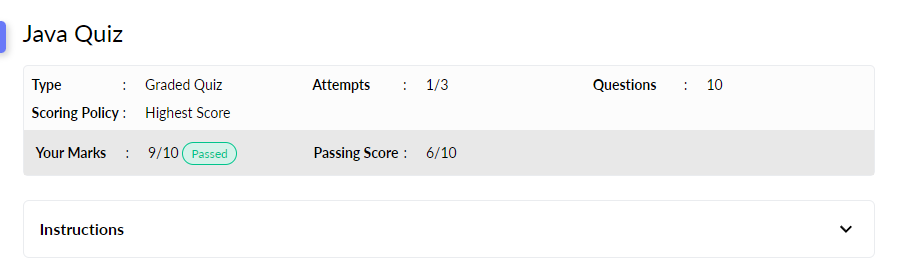 Java Quiz
Type : Graded Quiz Attempts : 1/3 Questions : 10
Scoring Policy : Highest Score
Your Marks : 9/10 Passed Passing Score : 6/10
Instructions